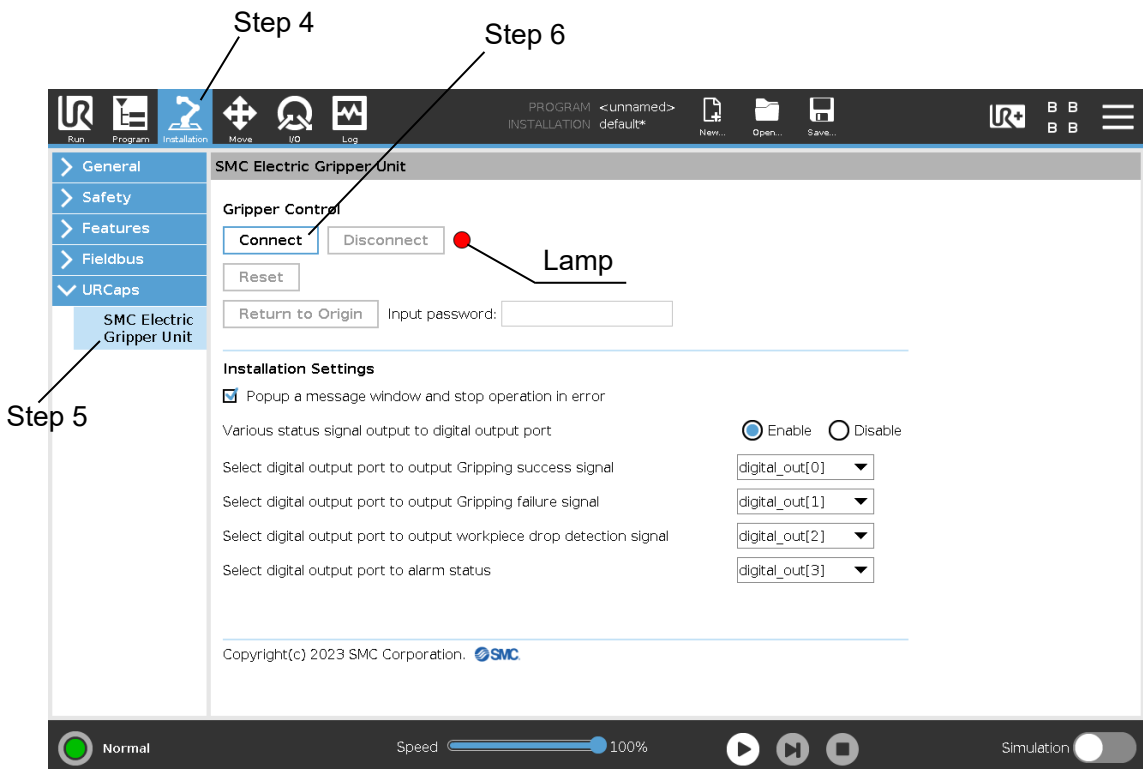 Step 4
Step 6
PROGRAM <unnamed>
INSTALLATION default*
UR
UR+
B B
B B
Run
Program
Installation
Move
I/O
Log
New...
Open...
Save...
General
Safety
Features
Fieldbus
URCaps
SMC Electric
Gripper Unit
Step 5
SMC Electric Gripper Unit
Gripper Control
Connect
Disconnect
Lamp
Reset
Return to Origin
Input password:
Installation Settings
Popup a message window and stop operation in error
Various status signal output to digital output port
Enable
Disable
Select digital output port to output Gripping success signal
digital_out[0]
Select digital output port to output Gripping failure signal
digital_out[1]
Select digital output port to output workpiece drop detection signal
digital_out[2]
Select digital output port to alarm status
digital_out[3]
Copyright(c) 2023 SMC Corporation. SMC
Normal
Speed
100%
Simulation